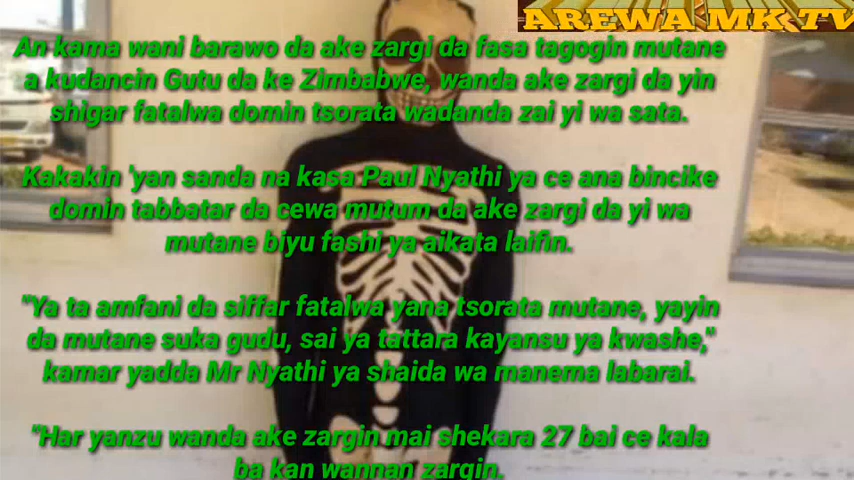 AREWA MK TV
An kama wani barawo da ake zargi da fasa tagogin mutane
a kudancin Gutu da ke Zimbabwe, wanda ake zargi da yin
shigar fatalwa domin tsorata wadanda zai yi wa sata.
Kakakin 'yan sanda na kasa Paul Nyathi ya ce ana bincike
domin tabbatar da cewa mutum da ake zargi da yi wa
mutane biyu fashi ya aikata laifin.
"Ya ta amfani da siffar fatalwa yana tsorata mutane, yayin
da mutane suka gudu, sai ya tattara kayansu ya kwashe,"
kamar yadda Mr Nyathi ya shaida wa manema labarai.
"Har yanzu wanda ake zargin mai shekara 27 bai ce kala
ba kan wannan zargin.